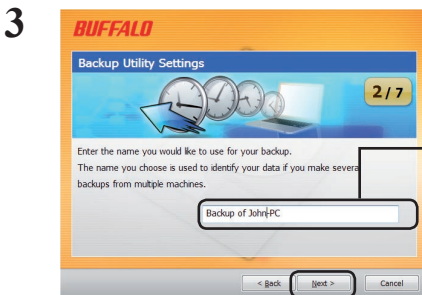 3
BUFFALO
Backup Utility Settings
2 / 7
Enter the name you would like to use for your backup.
The name you choose is used to identify your data if you make severa
backups from multiple machines.
Backup of John-PC
< Back Next > Cancel